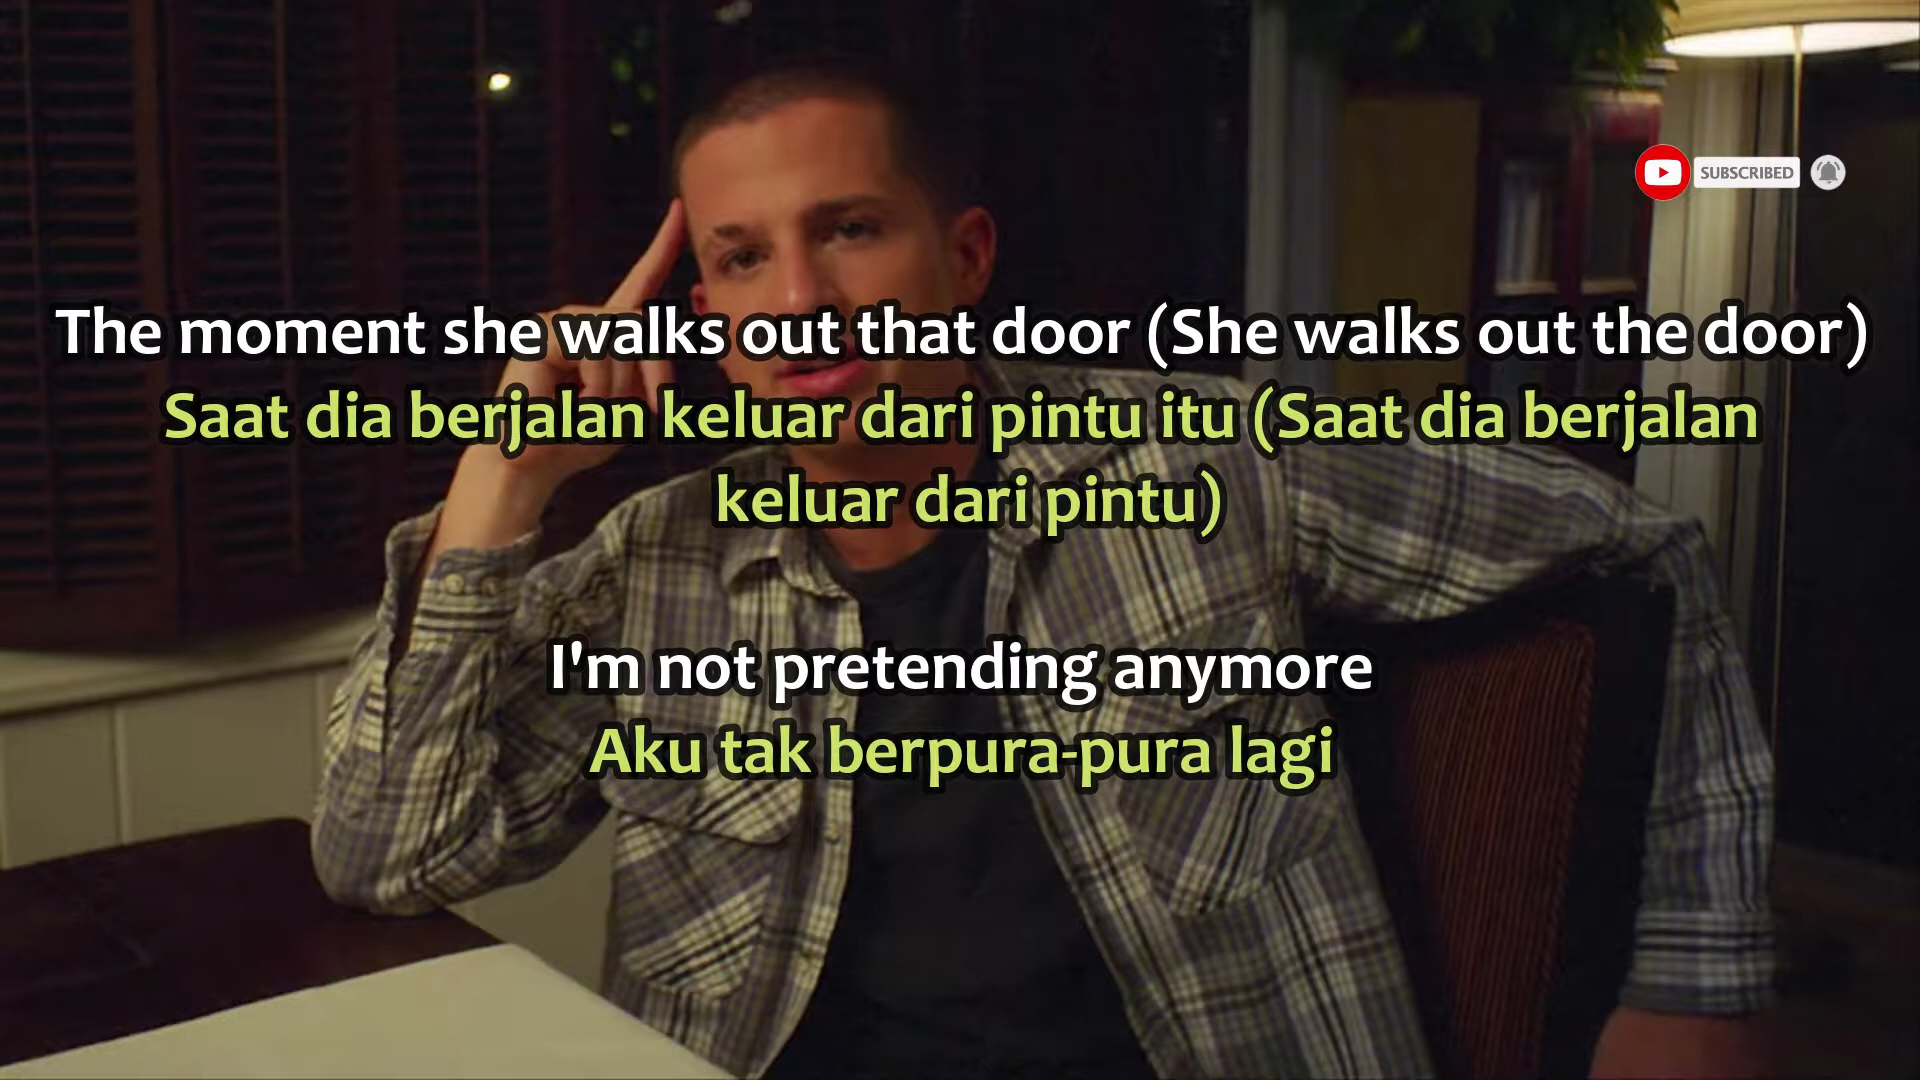 SUBSCRIBED
The moment she walks out that door (She walks out the door)
Saat dia berjalan keluar dari pintu itu (Saat dia berjalan
keluar dari pintu)
I'm not pretending anymore
Aku tak berpura-pura lagi